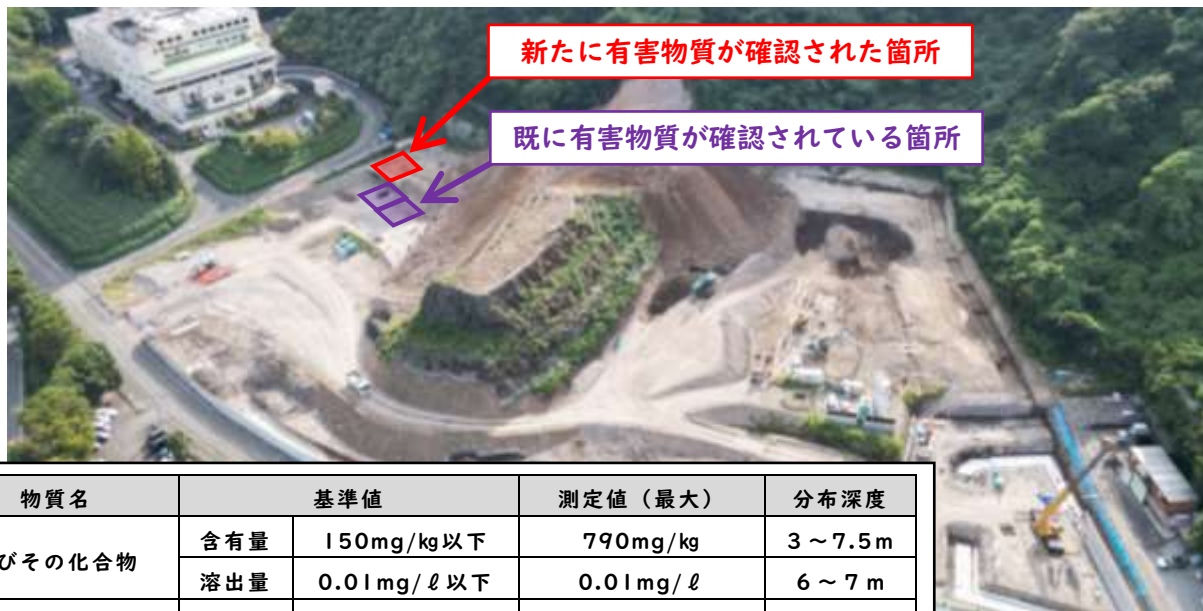 新たに有害物質が確認された箇所
既に有害物質が確認されている箇所
物質名 基準値 測定値（最大） 分布深度
びその化合物 含有量 150mg/kg以下 790mg/kg 3～7.5m
溶出量 0.01mg/ℓ以下 0.01mg/ℓ 6～7m